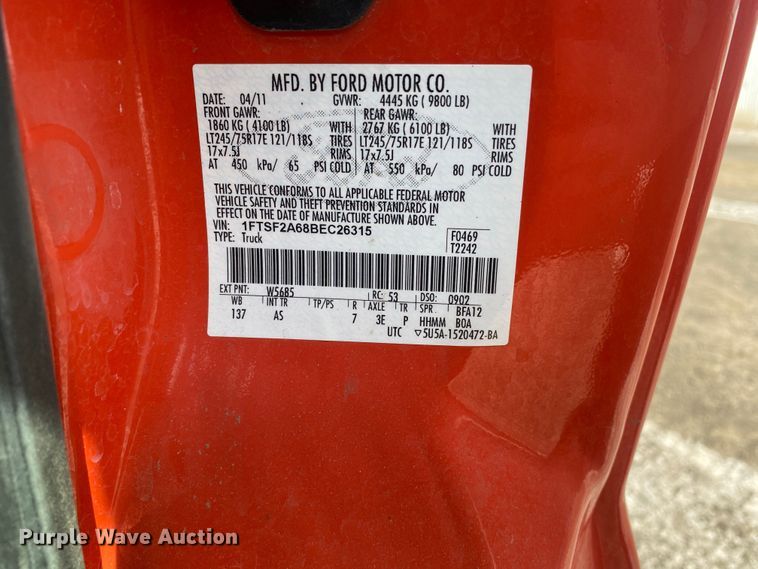 MFD. BY FORD MOTOR CO.
DATE: 04/11 GVWR: 4445 KG ( 9800 LB)
FRONT GAWR: REAR GAWR:
1860 KG ( 4100 LB) WITH 2767 KG ( 6100 LB) WITH
LT245/75R17E 121/118S TIRES LT245/75R17E 121/118S TIRES
17x7.5J RIMS 17x7.5J RIMS
AT 450 kPa/ 65 PSI COLD AT 550 kPa/ 80 PSI COLD
THIS VEHICLE CONFORMS TO ALL APPLICABLE FEDERAL MOTOR
VEHICLE SAFETY AND THEFT PREVENTION STANDARDS IN
EFFECT ON THE DATE OF MANUFACTURE SHOWN ABOVE.
VIN: 1FTSF2A68BEC26315 F0469
TYPE: Truck T2242
EXT PNT: W5685 RC: 53 DSO: 0902
WB INT TR TP/PS R AXLE TR SPR BFA12
137 AS 7 3E P HHMM B0A
UTC ▽5U5A-1520472-BA
Purple Wave Auction